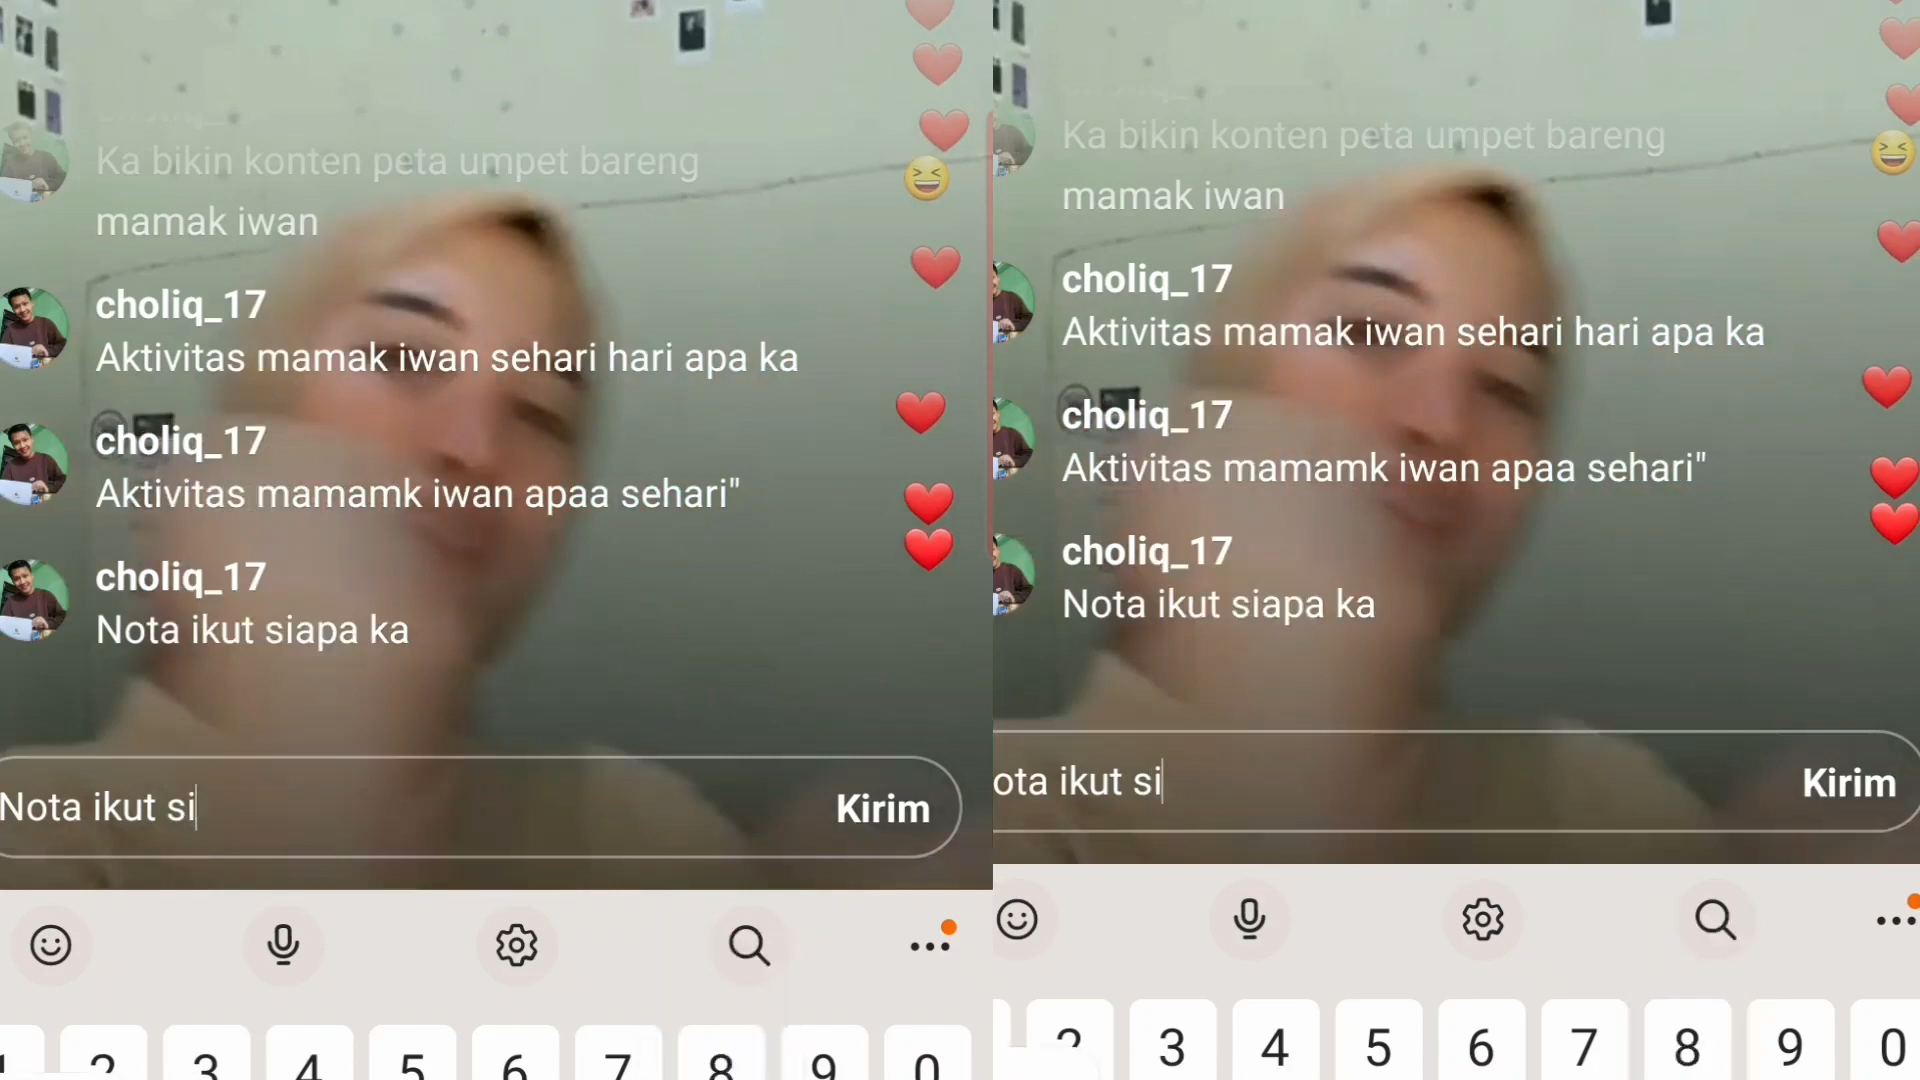 Ka bikin konten peta umpet bareng
mamak iwan
choliq_17
Aktivitas mamak iwan sehari hari apa ka
choliq_17
Aktivitas mamamk iwan apaa sehari"
choliq_17
Nota ikut siapa ka
Nota ikut si
Kirim
1 2 3 4 5 6 7 8 9 0
Ka bikin konten peta umpet bareng
mamak iwan
choliq_17
Aktivitas mamak iwan sehari hari apa ka
choliq_17
Aktivitas mamamk iwan apaa sehari"
choliq_17
Nota ikut siapa ka
ota ikut si
Kirim
2 3 4 5 6 7 8 9 0